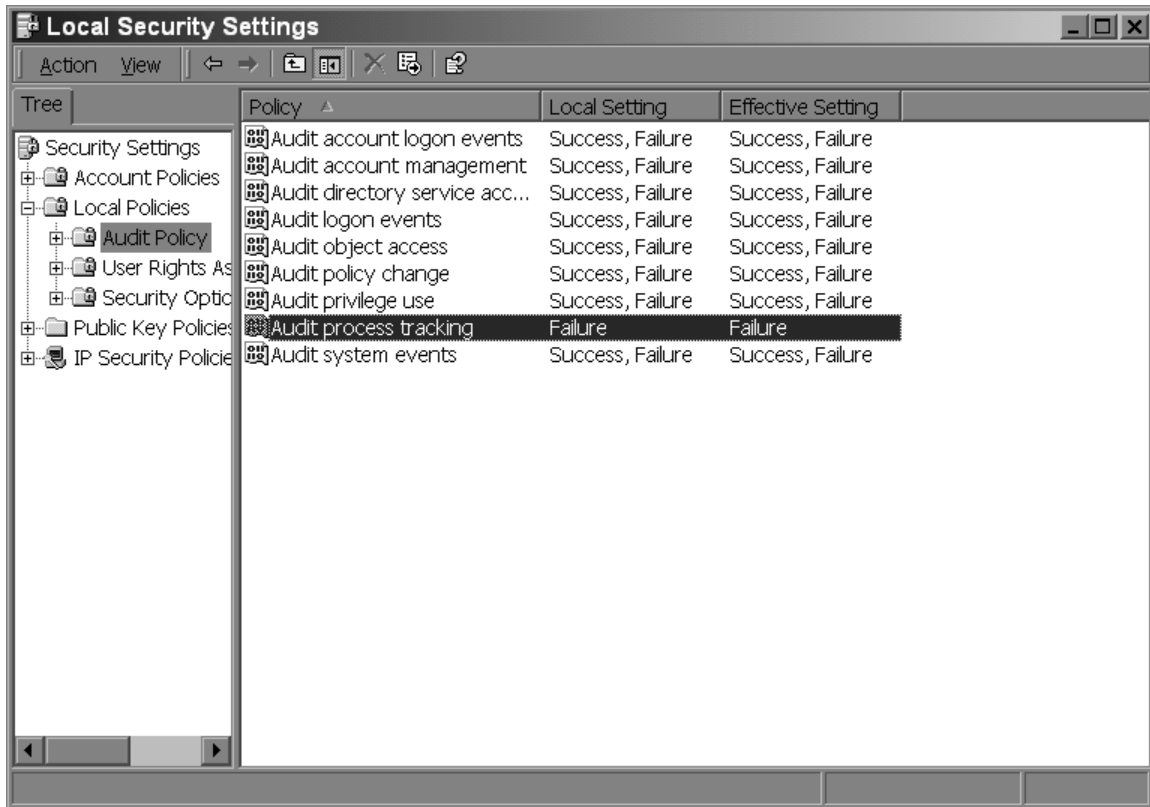 Local Security Settings
Action View
Tree
Policy Local Setting Effective Setting
Security Settings
Account Policies
Local Policies
Audit Policy
User Rights As
Security Optic
Public Key Policies
IP Security Policie
Audit account logon events Success, Failure Success, Failure
Audit account management Success, Failure Success, Failure
Audit directory service acc... Success, Failure Success, Failure
Audit logon events Success, Failure Success, Failure
Audit object access Success, Failure Success, Failure
Audit policy change Success, Failure Success, Failure
Audit privilege use Success, Failure Success, Failure
Audit process tracking Failure Failure
Audit system events Success, Failure Success, Failure